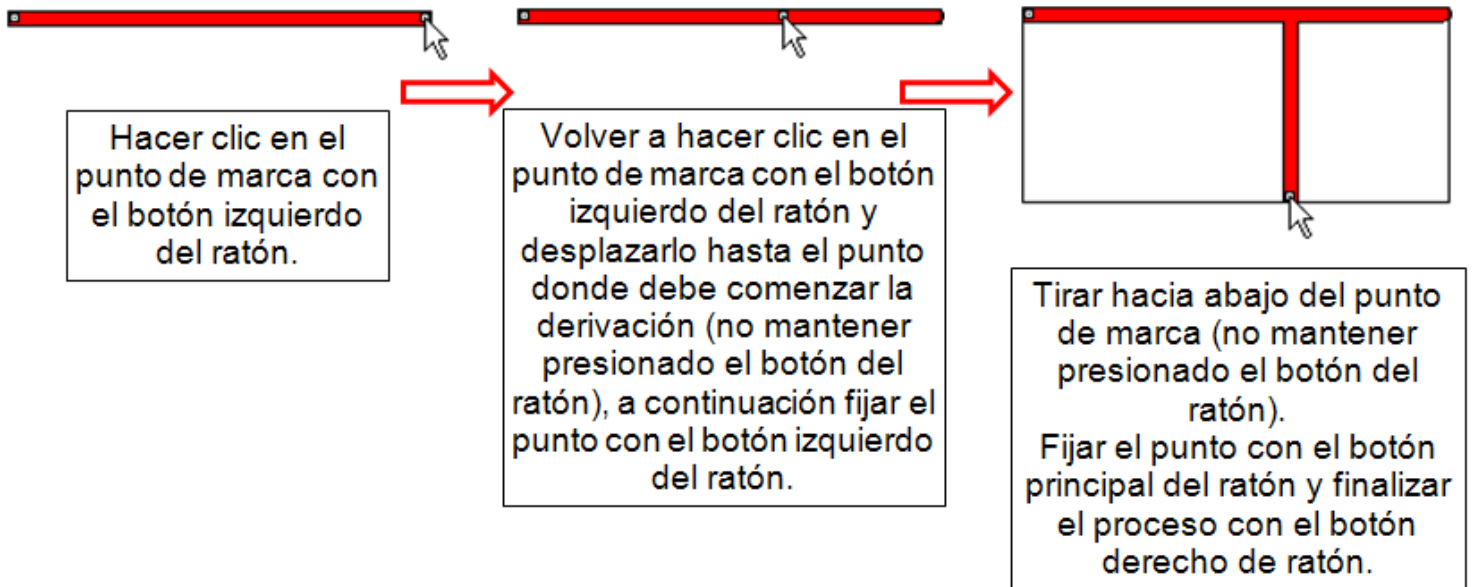 Hacer clic en el
punto de marca con
el botón izquierdo
del ratón.
Volver a hacer clic en el
punto de marca con el botón
izquierdo del ratón y
desplazarlo hasta el punto
donde debe comenzar la
derivación (no mantener
presionado el botón del
ratón), a continuación fijar el
punto con el botón izquierdo
del ratón.
Tirar hacia abajo del punto
de marca (no mantener
presionado el botón del
ratón).
Fijar el punto con el botón
principal del ratón y finalizar
el proceso con el botón
derecho de ratón.